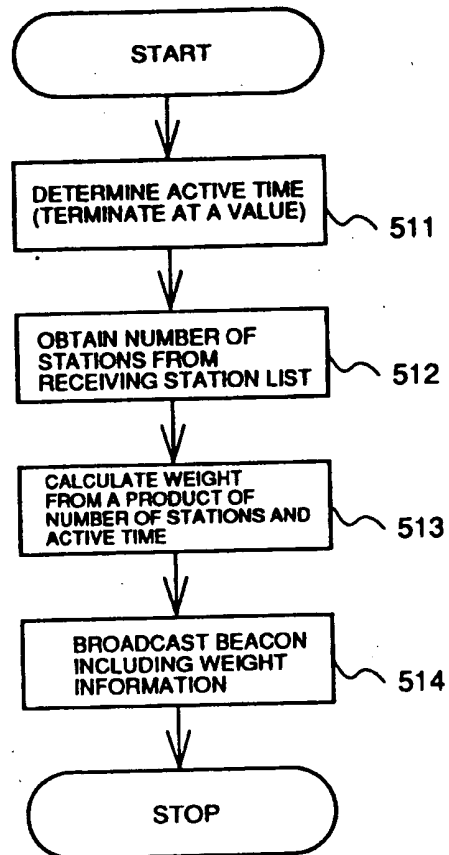 START
DETERMINE ACTIVE TIME
(TERMINATE AT A VALUE)
511
OBTAIN NUMBER OF
STATIONS FROM
RECEIVING STATION LIST
512
CALCULATE WEIGHT
FROM A PRODUCT OF
NUMBER OF STATIONS AND
ACTIVE TIME
513
BROADCAST BEACON
INCLUDING WEIGHT
INFORMATION
514
STOP